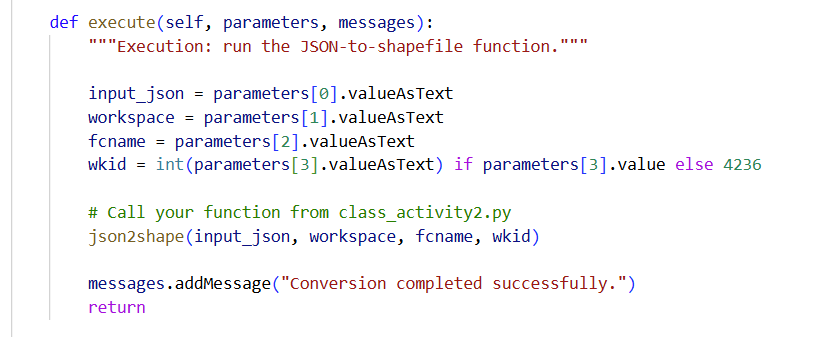 def execute(self, parameters, messages):
"""Execution: run the JSON-to-shapefile function."""
input_json = parameters[0].valueAsText
workspace = parameters[1].valueAsText
fcname = parameters[2].valueAsText
wkid = int(parameters[3].valueAsText) if parameters[3].value else 4236
# Call your function from class_activity2.py
json2shape(input_json, workspace, fcname, wkid)
messages.addMessage("Conversion completed successfully.")
return